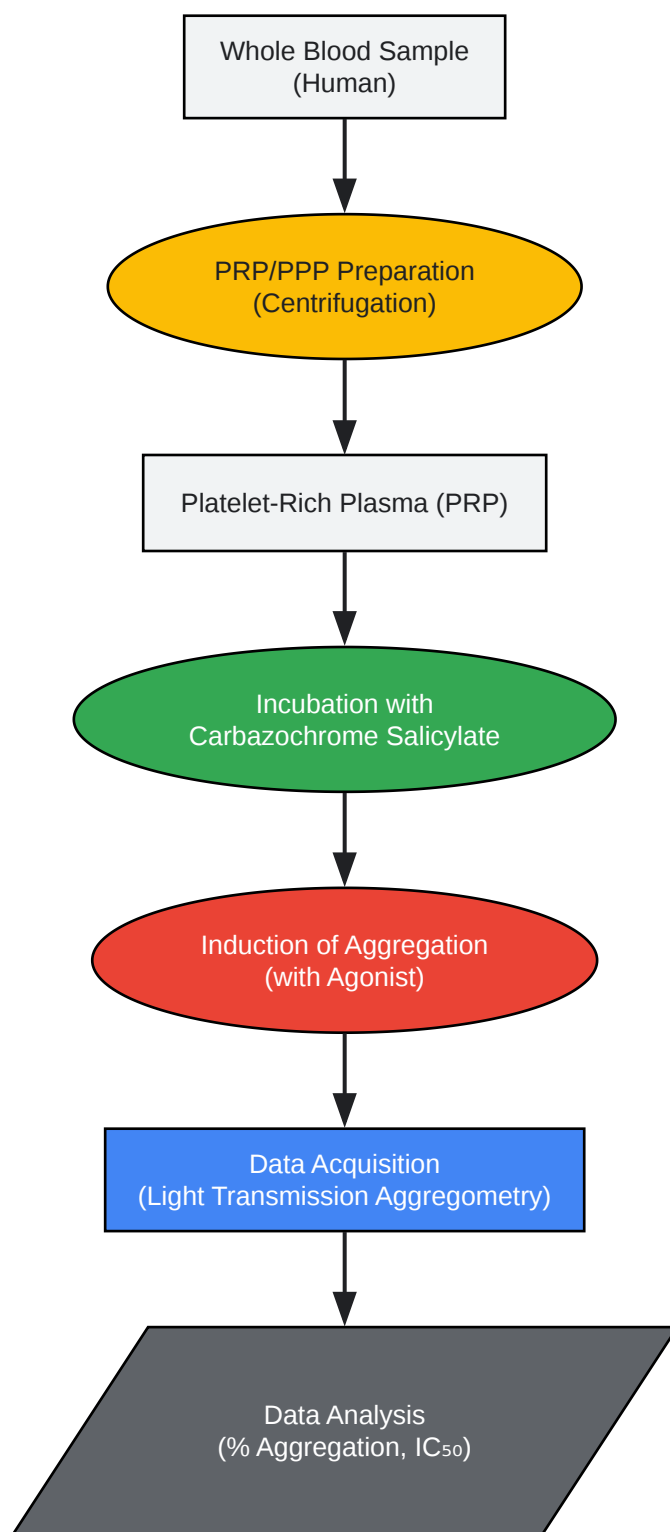 Whole Blood Sample
(Human)
PRP/PPP Preparation
(Centrifugation)
Platelet-Rich Plasma (PRP)
Incubation with
Carbazochrome Salicylate
Induction of Aggregation
(with Agonist)
Data Acquisition
(Light Transmission Aggregometry)
Data Analysis
(% Aggregation, IC₅₀)